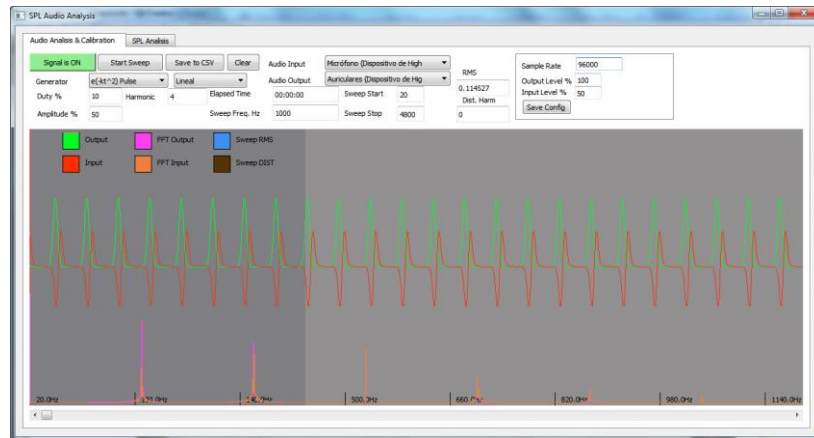 SPL Audio Analysis
Audio Analisis & Calibration SPL Analisis
Signal is ON Start Sweep Save to CSV Clear Audio Input Micrófono (Dispositivo de High
Generator e(-kt^2) Pulse Lineal Audio Output Auriculares (Dispositivo de Hig
Duty % 10 Harmonic 4 Elapsed Time 00:00:00 Sweep Start 20
Amplitude % 50 Sweep Freq. Hz 1000 Sweep Stop 4800
RMS
0.114527
Dist. Harm
0
Sample Rate 96000
Output Level % 100
Input Level % 50
Save Config
Output FFT Output Sweep RMS
Input FFT Input Sweep DIST
20.0Hz 500.0Hz 820.0Hz 980.0Hz 1140.0Hz